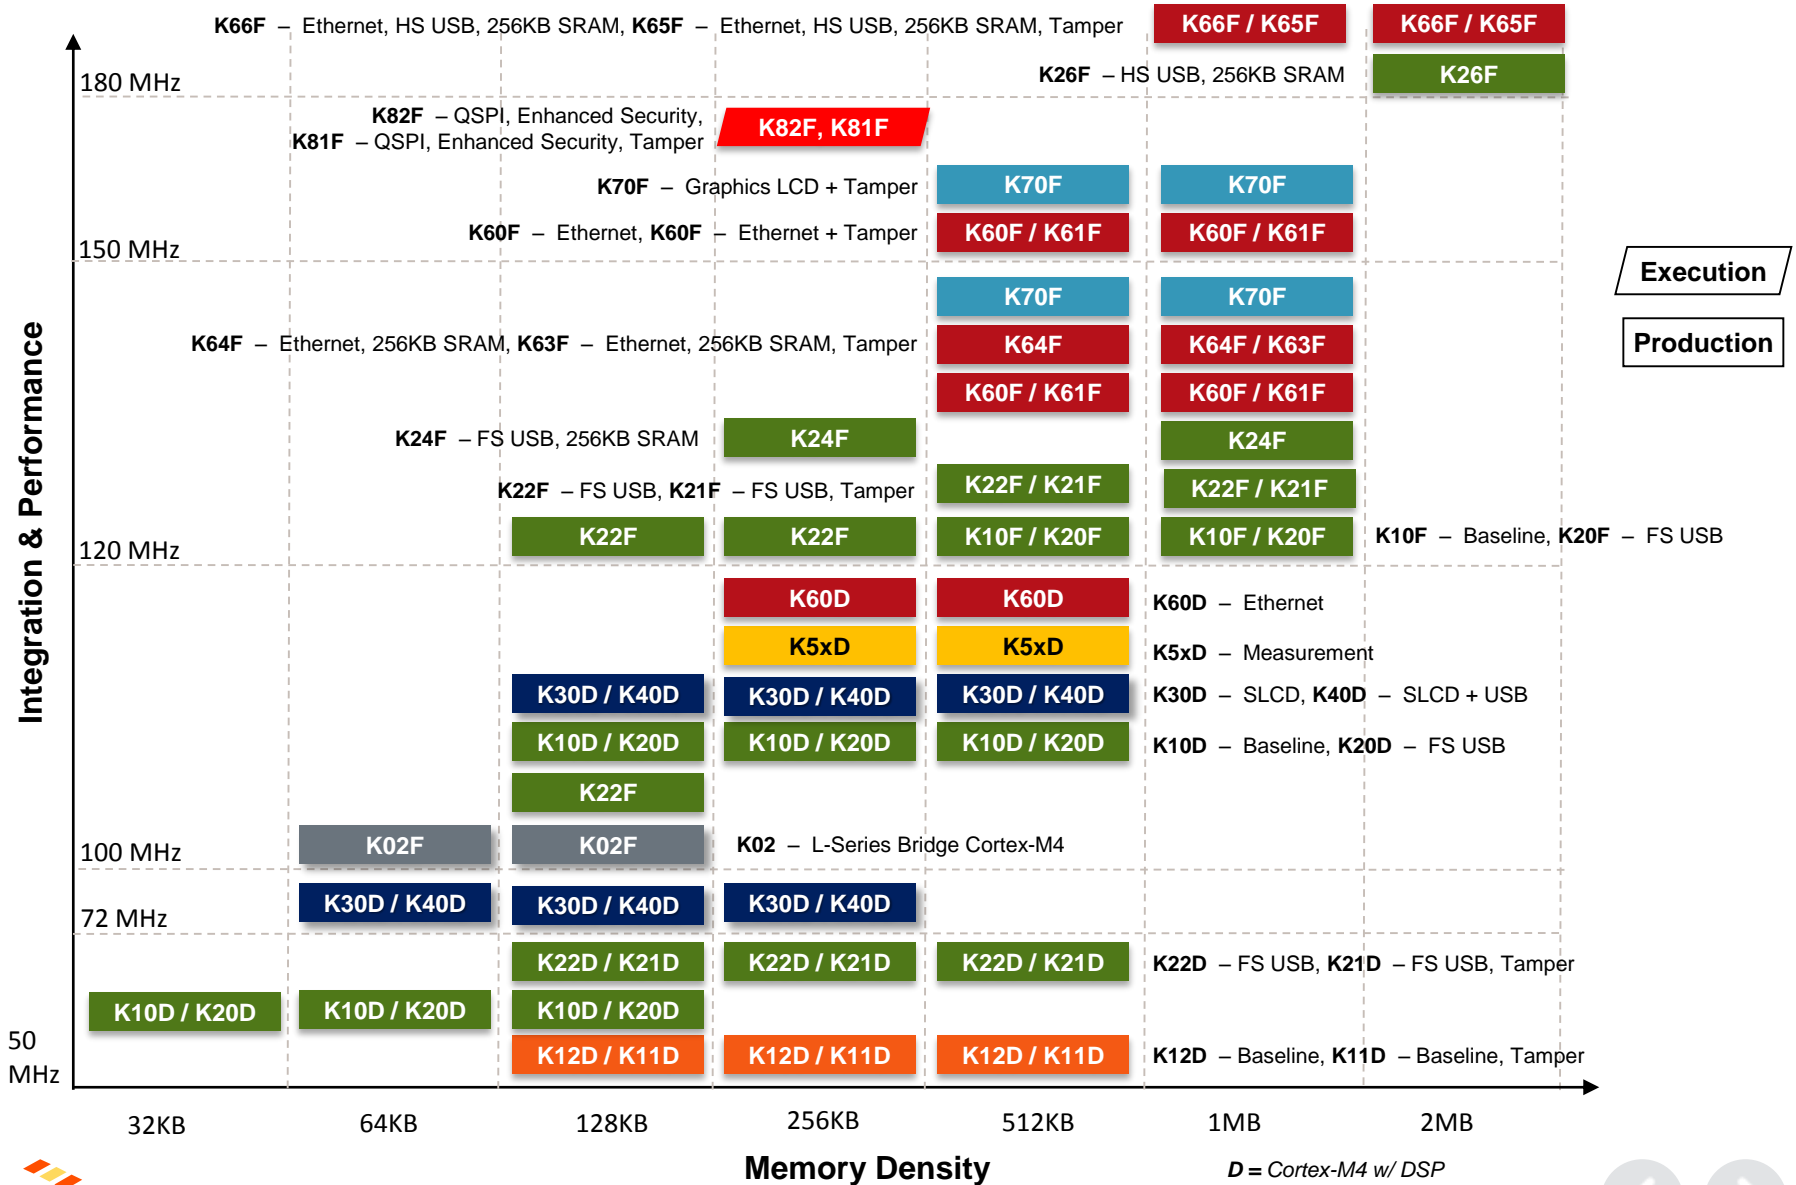 K66F – Ethernet, HS USB, 256KB SRAM, K65F – Ethernet, HS USB, 256KB SRAM, Tamper
K66F / K65F
K66F / K65F
180 MHz
K26F – HS USB, 256KB SRAM
K26F
K82F – QSPI, Enhanced Security,
K81F – QSPI, Enhanced Security, Tamper
K82F, K81F
K70F – Graphics LCD + Tamper
K70F
K70F
K60F – Ethernet, K60F – Ethernet + Tamper
K60F / K61F
K60F / K61F
150 MHz
Execution
K70F
K70F
Production
K64F – Ethernet, 256KB SRAM, K63F – Ethernet, 256KB SRAM, Tamper
K64F
K64F / K63F
K60F / K61F
K60F / K61F
K24F – FS USB, 256KB SRAM
K24F
K24F
K22F – FS USB, K21F – FS USB, Tamper
K22F / K21F
K22F / K21F
Integration & Performance
120 MHz
K22F
K22F
K10F / K20F
K10F / K20F
K10F – Baseline, K20F – FS USB
K60D
K60D
K60D – Ethernet
K5xD
K5xD
K5xD – Measurement
K30D / K40D
K30D / K40D
K30D / K40D
K30D – SLCD, K40D – SLCD + USB
K10D / K20D
K10D / K20D
K10D / K20D
K10D – Baseline, K20D – FS USB
K22F
100 MHz
K02F
K02F
K02 – L-Series Bridge Cortex-M4
72 MHz
K30D / K40D
K30D / K40D
K30D / K40D
K22D / K21D
K22D / K21D
K22D / K21D
K22D – FS USB, K21D – FS USB, Tamper
K10D / K20D
K10D / K20D
K10D / K20D
50
MHz
K12D / K11D
K12D / K11D
K12D / K11D
K12D – Baseline, K11D – Baseline, Tamper
32KB
64KB
128KB
256KB
512KB
1MB
2MB
Memory Density
D = Cortex-M4 w/ DSP